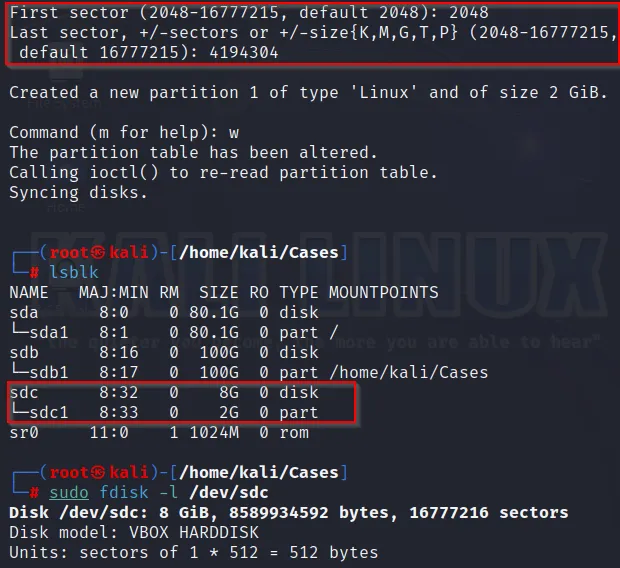 First sector (2048-16777215, default 2048): 2048
Last sector, +/-sectors or +/-size{K,M,G,T,P} (2048-16777215,
 default 16777215): 4194304
Created a new partition 1 of type 'Linux' and of size 2 GiB.
Command (m for help): w
The partition table has been altered.
Calling ioctl() to re-read partition table.
Syncing disks.
KALI LINUX
┌──(root㉿kali)-[/home/kali/Cases]
└─# lsblk
NAME   MAJ:MIN RM  SIZE RO TYPE MOUNTPOINTS
sda      8:0    0 80.1G  0 disk
└─sda1   8:1    0 80.1G  0 part /
sdb      8:16   0  100G  0 disk
└─sdb1   8:17   0  100G  0 part /home/kali/Cases
sdc      8:32   0    8G  0 disk
└─sdc1   8:33   0    2G  0 part
sr0     11:0    1 1024M  0 rom
┌──(root㉿kali)-[/home/kali/Cases]
└─# sudo fdisk -l /dev/sdc
Disk /dev/sdc: 8 GiB, 8589934592 bytes, 16777216 sectors
Disk model: VBOX HARDDISK
Units: sectors of 1 * 512 = 512 bytes